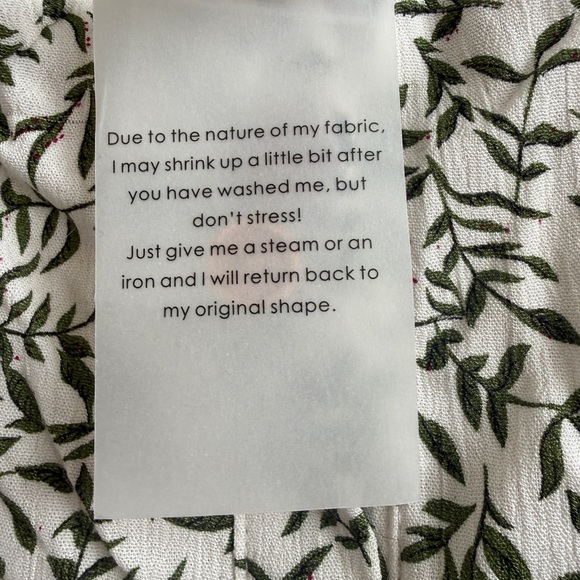 Due to the nature of my fabric,
I may shrink up a little bit after
you have washed me, but
don't stress!
Just give me a steam or an
iron and I will return back to
my original shape.